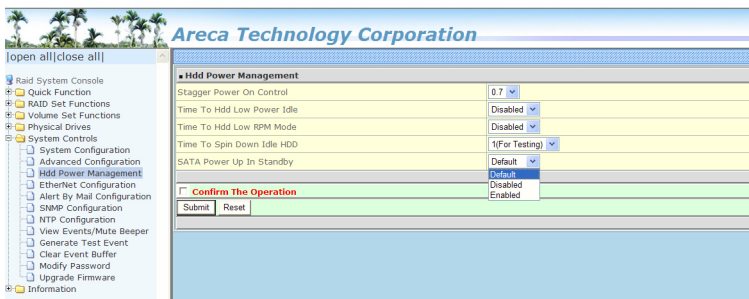 Areca Technology Corporation
|open all|close all|
Raid System Console
Quick Function
RAID Set Functions
Volume Set Functions
Physical Drives
System Controls
System Configuration
Advanced Configuration
Hdd Power Management
EtherNet Configuration
Alert By Mail Configuration
SNMP Configuration
NTP Configuration
View Events/Mute Beeper
Generate Test Event
Clear Event Buffer
Modify Password
Upgrade Firmware
Information
Hdd Power Management
Stagger Power On Control 0.7
Time To Hdd Low Power Idle Disabled
Time To Hdd Low RPM Mode Disabled
Time To Spin Down Idle HDD 1(For Testing)
SATA Power Up In Standby Default
Default
Disabled
Enabled
Confirm The Operation
Submit Reset